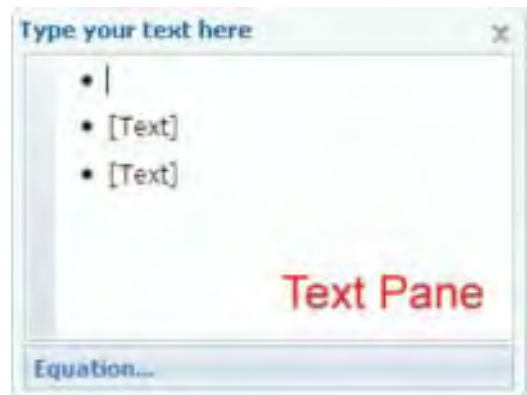 Type your text here
[Text]
[Text]
Text Pane
Equation...